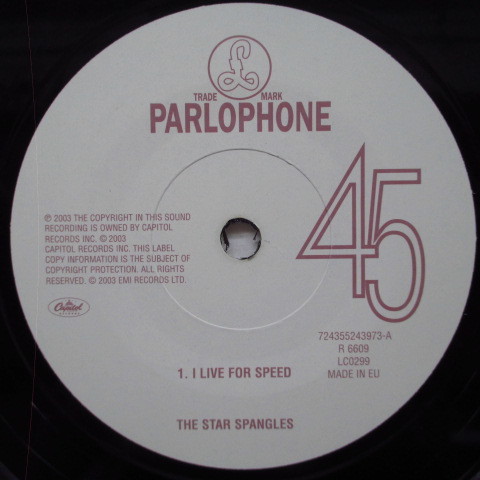 TRADE MARK
PARLOPHONE
45
℗ 2003 THE COPYRIGHT IN THIS SOUND
RECORDING IS OWNED BY CAPITOL
RECORDS INC. © 2003
CAPITOL RECORDS INC. THIS LABEL
COPY INFORMATION IS THE SUBJECT OF
COPYRIGHT PROTECTION. ALL RIGHTS
RESERVED. © 2003 EMI RECORDS LTD.
Capitol
RECORDS
724355243973-A
R 6609
LC0299
MADE IN EU
1. I LIVE FOR SPEED
THE STAR SPANGLES